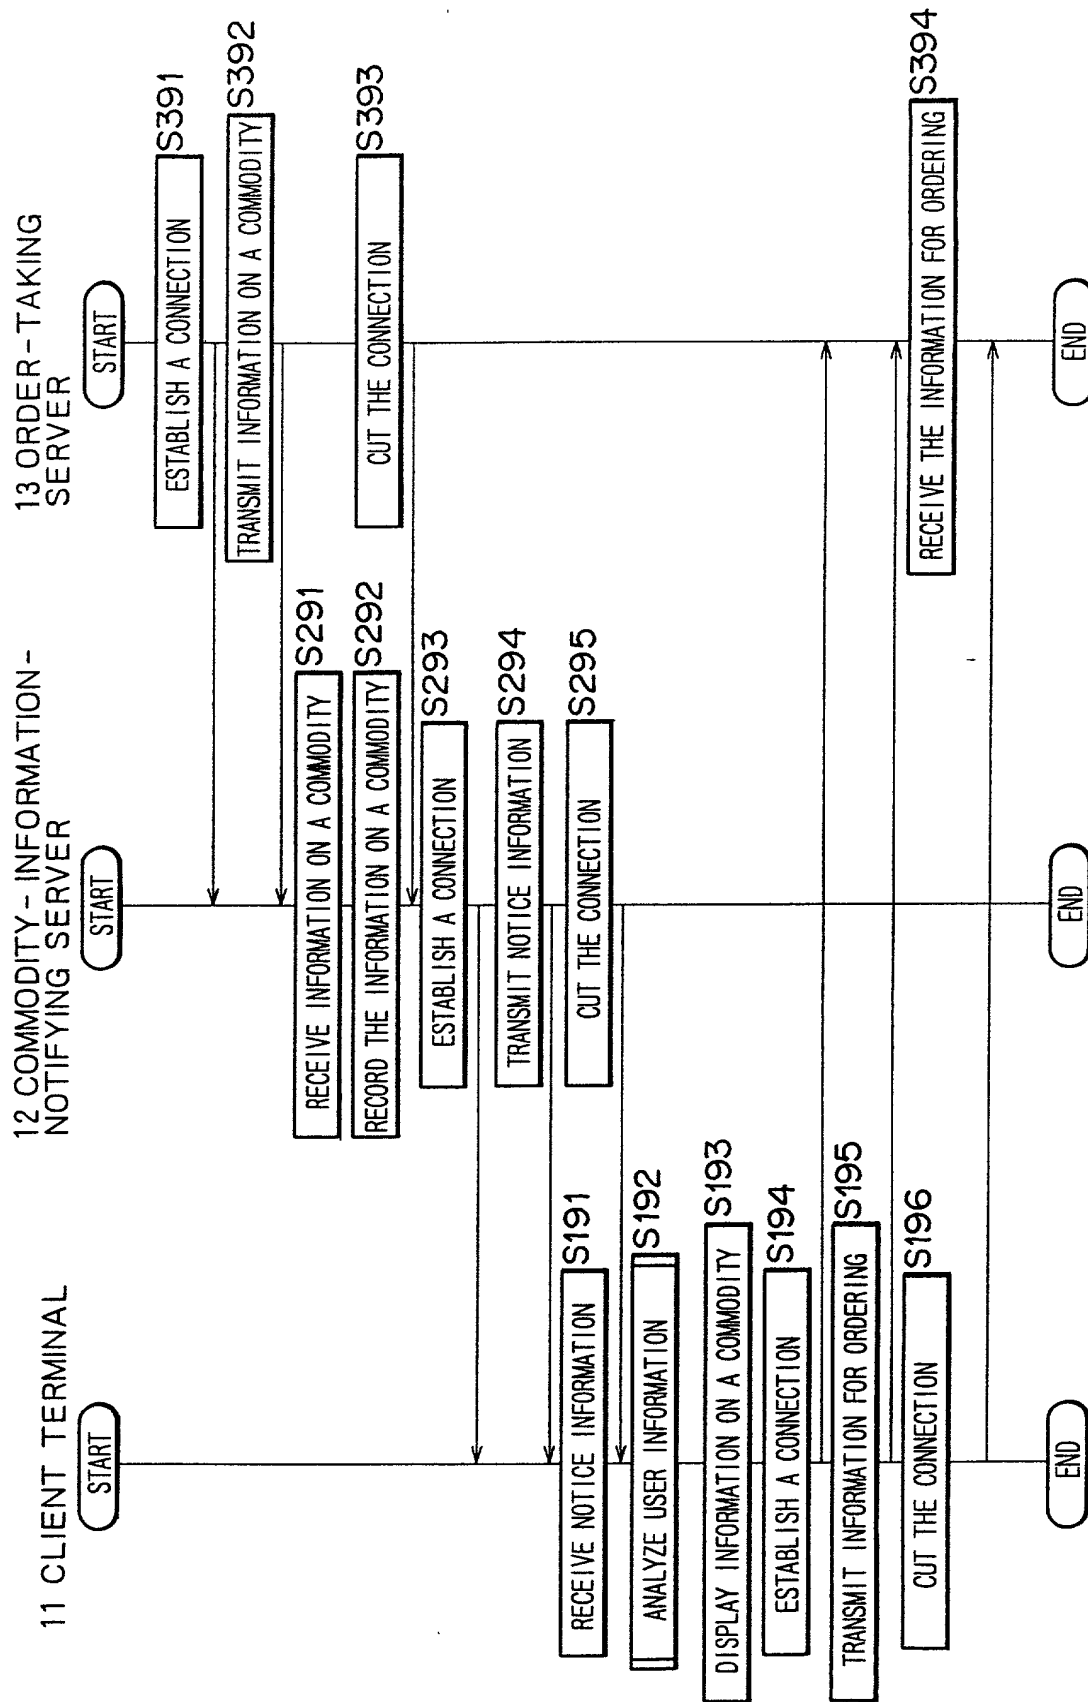 11 CLIENT TERMINAL
START
RECEIVE NOTICE INFORMATION
S191
ANALYZE USER INFORMATION
S192
DISPLAY INFORMATION ON A COMMODITY
S193
ESTABLISH A CONNECTION
S194
TRANSMIT INFORMATION FOR ORDERING
S195
CUT THE CONNECTION
S196
END
12 COMMODITY-INFORMATION-
NOTIFYING SERVER
START
RECEIVE INFORMATION ON A COMMODITY
S291
RECORD THE INFORMATION ON A COMMODITY
S292
ESTABLISH A CONNECTION
S293
TRANSMIT NOTICE INFORMATION
S294
CUT THE CONNECTION
S295
END
13 ORDER-TAKING
SERVER
START
ESTABLISH A CONNECTION
S391
TRANSMIT INFORMATION ON A COMMODITY
S392
CUT THE CONNECTION
S393
RECEIVE THE INFORMATION FOR ORDERING
S394
END